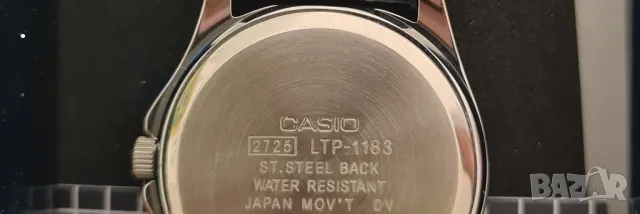 CASIO
2725 LTP-1183
ST.STEEL BACK
WATER RESISTANT
JAPAN MOV'T DV
BAZAR